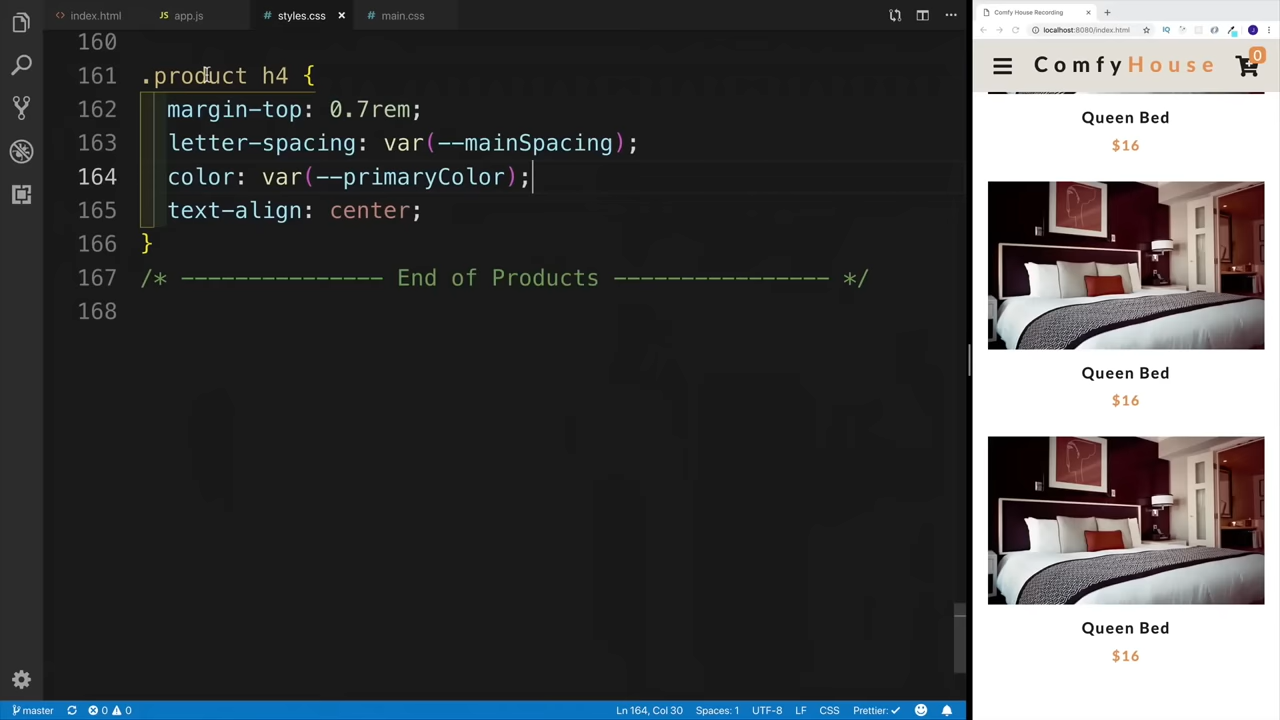 index.html app.js styles.css main.css
160
161 .product h4 {
162 margin-top: 0.7rem;
163 letter-spacing: var(--mainSpacing);
164 color: var(--primaryColor);
165 text-align: center;
166 }
167 /* --------------- End of Products ---------------- */
168
master 0 0 Ln 164, Col 30 Spaces: 1 UTF-8 LF CSS Prettier: ✓
Comfy House Recording
localhost:8080/index.html
ComfyHouse 0
Queen Bed
$16
Queen Bed
$16
Queen Bed
$16